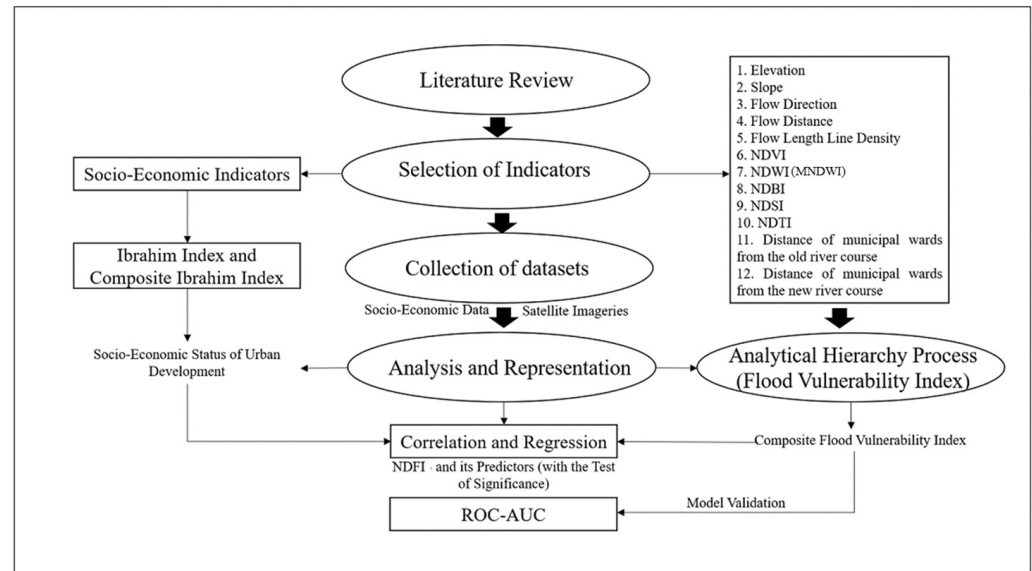 Literature Review
Selection of Indicators
Socio-Economic Indicators
1. Elevation
2. Slope
3. Flow Direction
4. Flow Distance
5. Flow Length Line Density
6. NDVI
7. NDWI (MNDWI)
8. NDBI
9. NDSI
10. NDTI
11. Distance of municipal wards
from the old river course
12. Distance of municipal wards
from the new river course
Ibrahim Index and
Composite Ibrahim Index
Collection of datasets
Socio-Economic Data
Satellite Imageries
Socio-Economic Status of Urban
Development
Analysis and Representation
Analytical Hierarchy Process
(Flood Vulnerability Index)
Correlation and Regression
Composite Flood Vulnerability Index
NDFI and its Predictors (with the Test
of Significance)
Model Validation
ROC-AUC